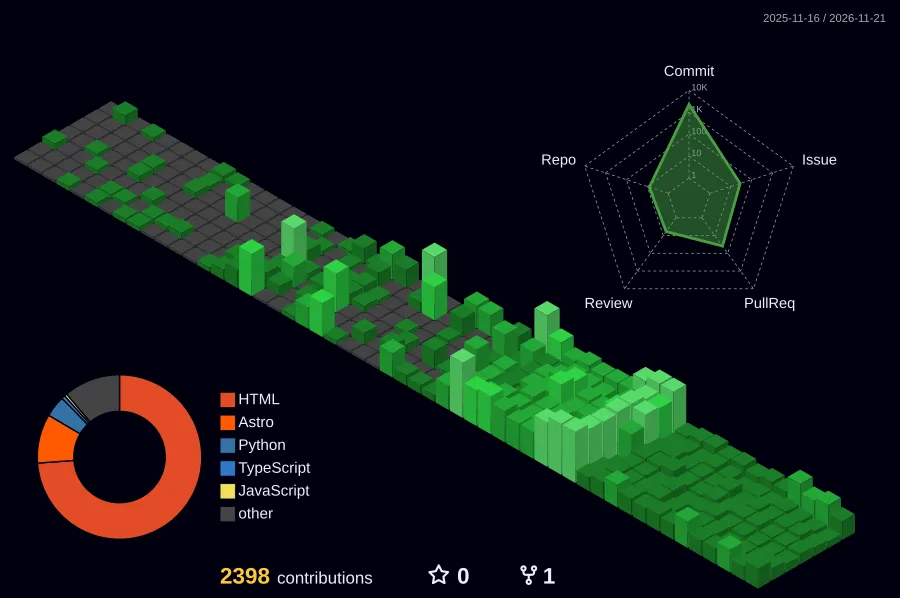 2025-11-16 / 2026-11-21
Commit
10K
1K
100
10
1
Repo
Issue
Review
PullReq
HTML
Astro
Python
TypeScript
JavaScript
other
2398 contributions
0
1